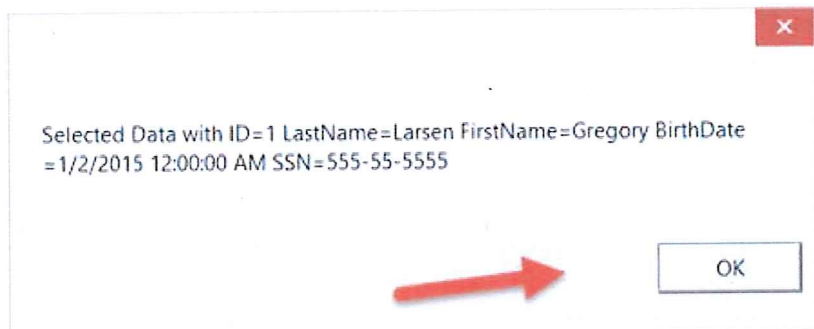 Selected Data with ID=1 LastName=Larsen FirstName=Gregory BirthDate
=1/2/2015 12:00:00 AM SSN=555-55-5555
OK